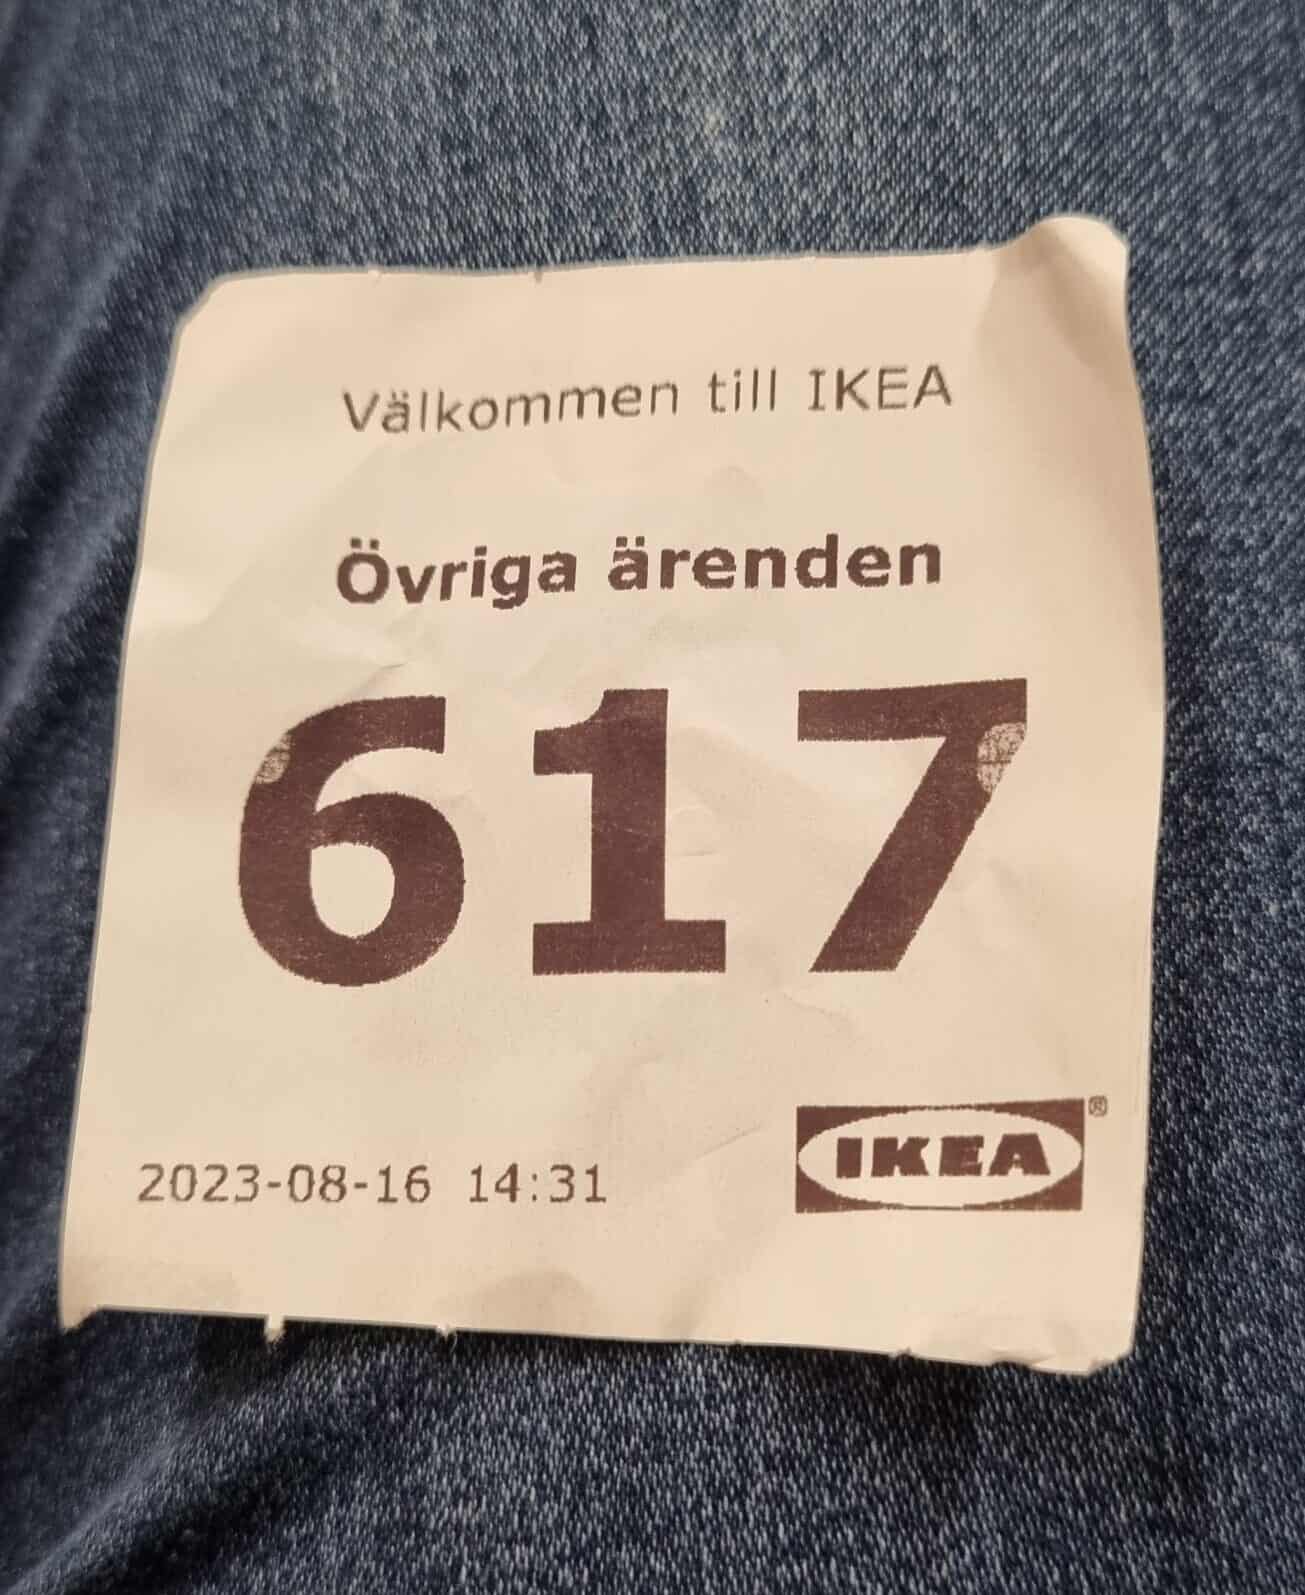 Välkommen till IKEA
Övriga ärenden
617
2023-08-16 14:31
IKEA®